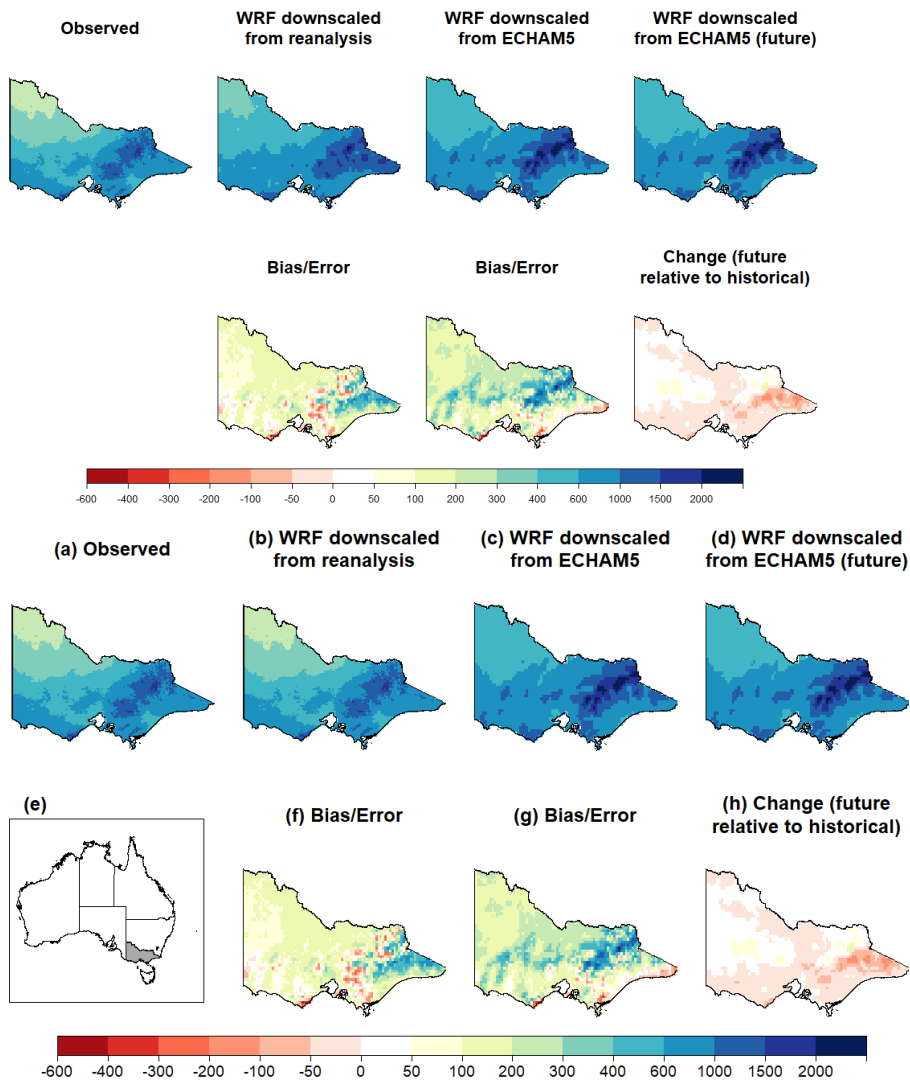 Observed
WRF downscaled
from reanalysis
WRF downscaled
from ECHAM5
WRF downscaled
from ECHAM5 (future)
Bias/Error
Bias/Error
Change (future
relative to historical)
-600 -400 -300 -200 -100 -50 0 50 100 200 300 400 600 1000 1500 2000
(a) Observed
(b) WRF downscaled
from reanalysis
(c) WRF downscaled
from ECHAM5
(d) WRF downscaled
from ECHAM5 (future)
(e)
(f) Bias/Error
(g) Bias/Error
(h) Change (future
relative to historical)
-600 -400 -300 -200 -100 -50 0 50 100 200 300 400 600 1000 1500 2000